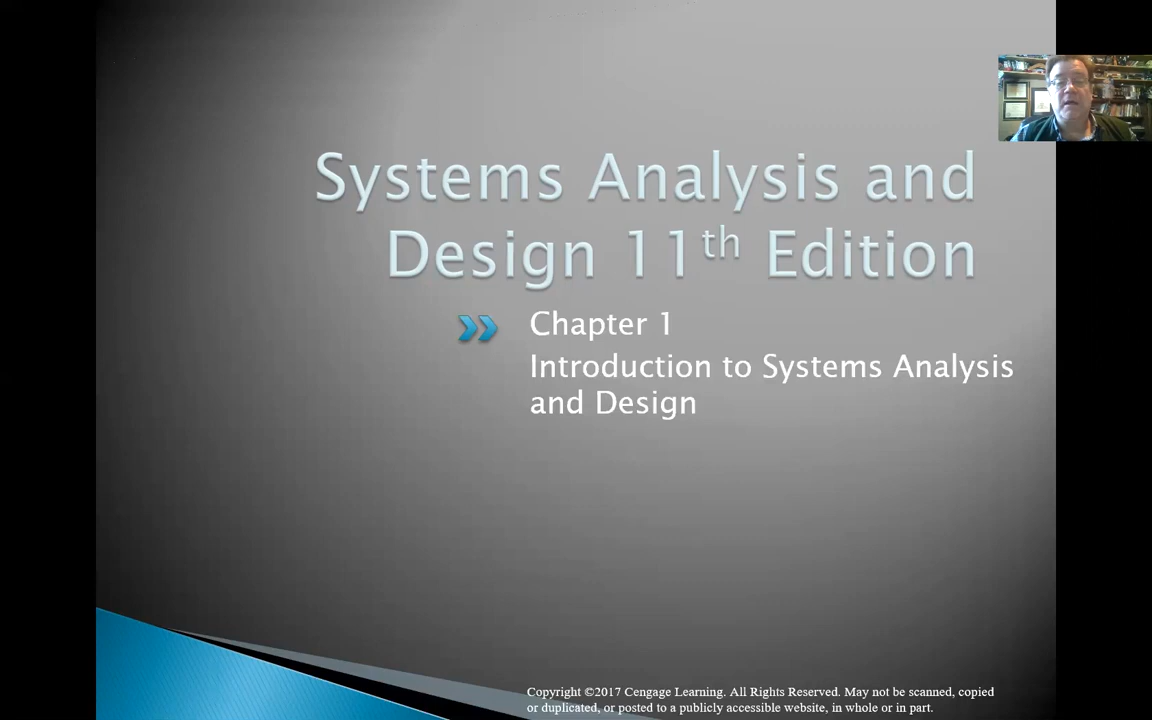 Systems Analysis and
Design 11th Edition
Chapter 1
Introduction to Systems Analysis
and Design
Copyright ©2017 Cengage Learning. All Rights Reserved. May not be scanned, copied
or duplicated, or posted to a publicly accessible website, in whole or in part.